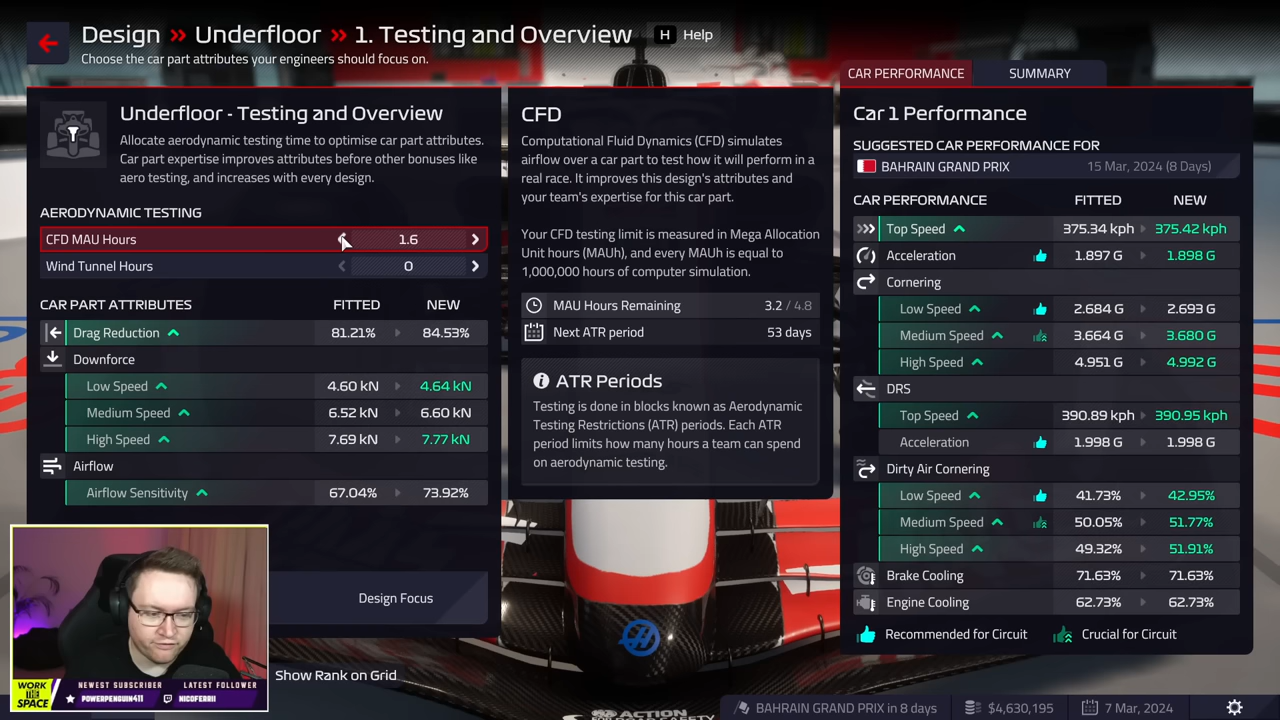 Design » Underfloor » 1. Testing and Overview H Help
Choose the car part attributes your engineers should focus on.
Underfloor - Testing and Overview
Allocate aerodynamic testing time to optimise car part attributes.
Car part expertise improves attributes before other bonuses like
aero testing, and increases with every design.
AERODYNAMIC TESTING
CFD MAU Hours 1.6
Wind Tunnel Hours 0
CAR PART ATTRIBUTES FITTED NEW
Drag Reduction 81.21% 84.53%
Downforce
Low Speed 4.60 kN 4.64 kN
Medium Speed 6.52 kN 6.60 kN
High Speed 7.69 kN 7.77 kN
Airflow
Airflow Sensitivity 67.04% 73.92%
Design Focus
Show Rank on Grid
CFD
Computational Fluid Dynamics (CFD) simulates
airflow over a car part to test how it will perform in a
real race. It improves this design's attributes and
your team's expertise for this car part.
Your CFD testing limit is measured in Mega Allocation
Unit hours (MAUh), and every MAUh is equal to
1,000,000 hours of computer simulation.
MAU Hours Remaining 3.2 / 4.8
Next ATR period 53 days
ATR Periods
Testing is done in blocks known as Aerodynamic
Testing Restrictions (ATR) periods. Each ATR
period limits how many hours a team can spend
on aerodynamic testing.
CAR PERFORMANCE SUMMARY
Car 1 Performance
SUGGESTED CAR PERFORMANCE FOR
BAHRAIN GRAND PRIX 15 Mar, 2024 (8 Days)
CAR PERFORMANCE FITTED NEW
Top Speed 375.34 kph 375.42 kph
Acceleration 1.897 G 1.898 G
Cornering
Low Speed 2.684 G 2.693 G
Medium Speed 3.664 G 3.680 G
High Speed 4.951 G 4.992 G
DRS
Top Speed 390.89 kph 390.95 kph
Acceleration 1.998 G 1.998 G
Dirty Air Cornering
Low Speed 41.73% 42.95%
Medium Speed 50.05% 51.77%
High Speed 49.32% 51.91%
Brake Cooling 71.63% 71.63%
Engine Cooling 62.73% 62.73%
Recommended for Circuit Crucial for Circuit
WORK THE SPACE
NEWEST SUBSCRIBER LATEST FOLLOWER
POWERPENGUIN411 NICOFERRII
BAHRAIN GRAND PRIX in 8 days $4,630,195 7 Mar, 2024